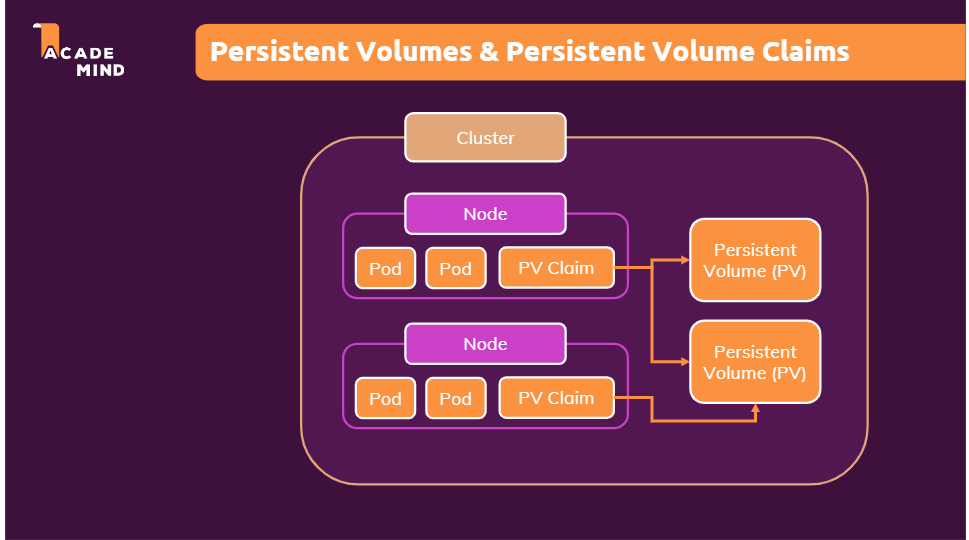 ACADE
MIND
Persistent Volumes & Persistent Volume Claims
Cluster
Node
Pod
Pod
PV Claim
Persistent
Volume (PV)
Node
Pod
Pod
PV Claim
Persistent
Volume (PV)